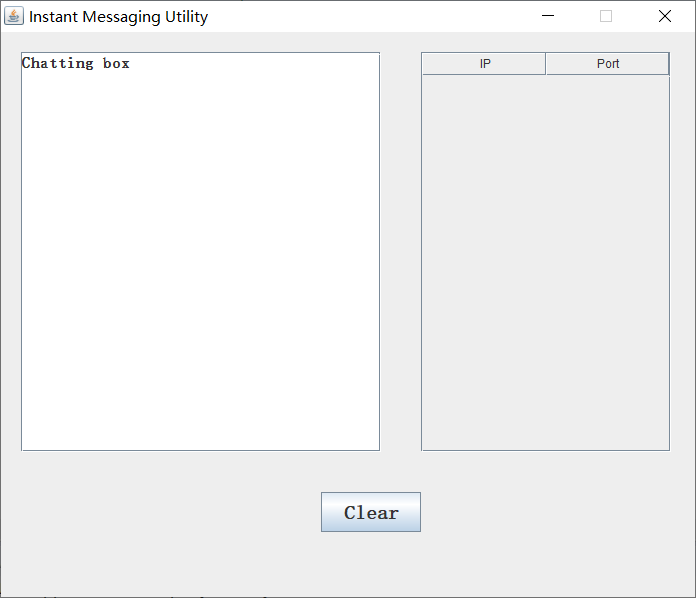 Instant Messaging Utility
Chatting box
IP Port
Clear